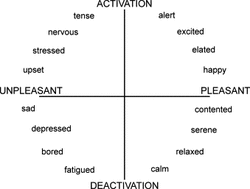 ACTIVATION
tense alert
nervous excited
stressed elated
upset happy
UNPLEASANT PLEASANT
sad contented
depressed serene
bored relaxed
fatigued calm
DEACTIVATION